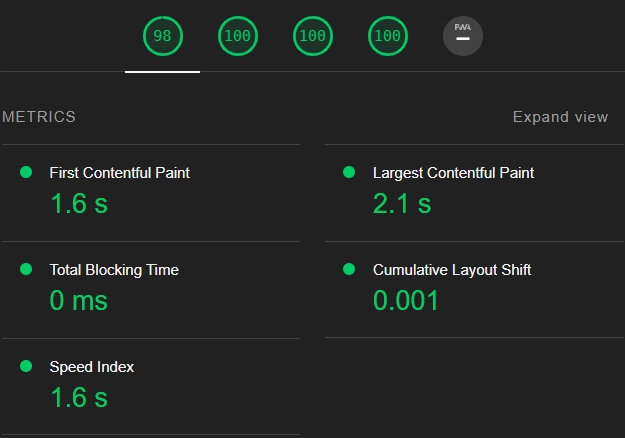 98 100 100 100 PWA
METRICS Expand view
First Contentful Paint Largest Contentful Paint
1.6 s 2.1 s
Total Blocking Time Cumulative Layout Shift
0 ms 0.001
Speed Index
1.6 s